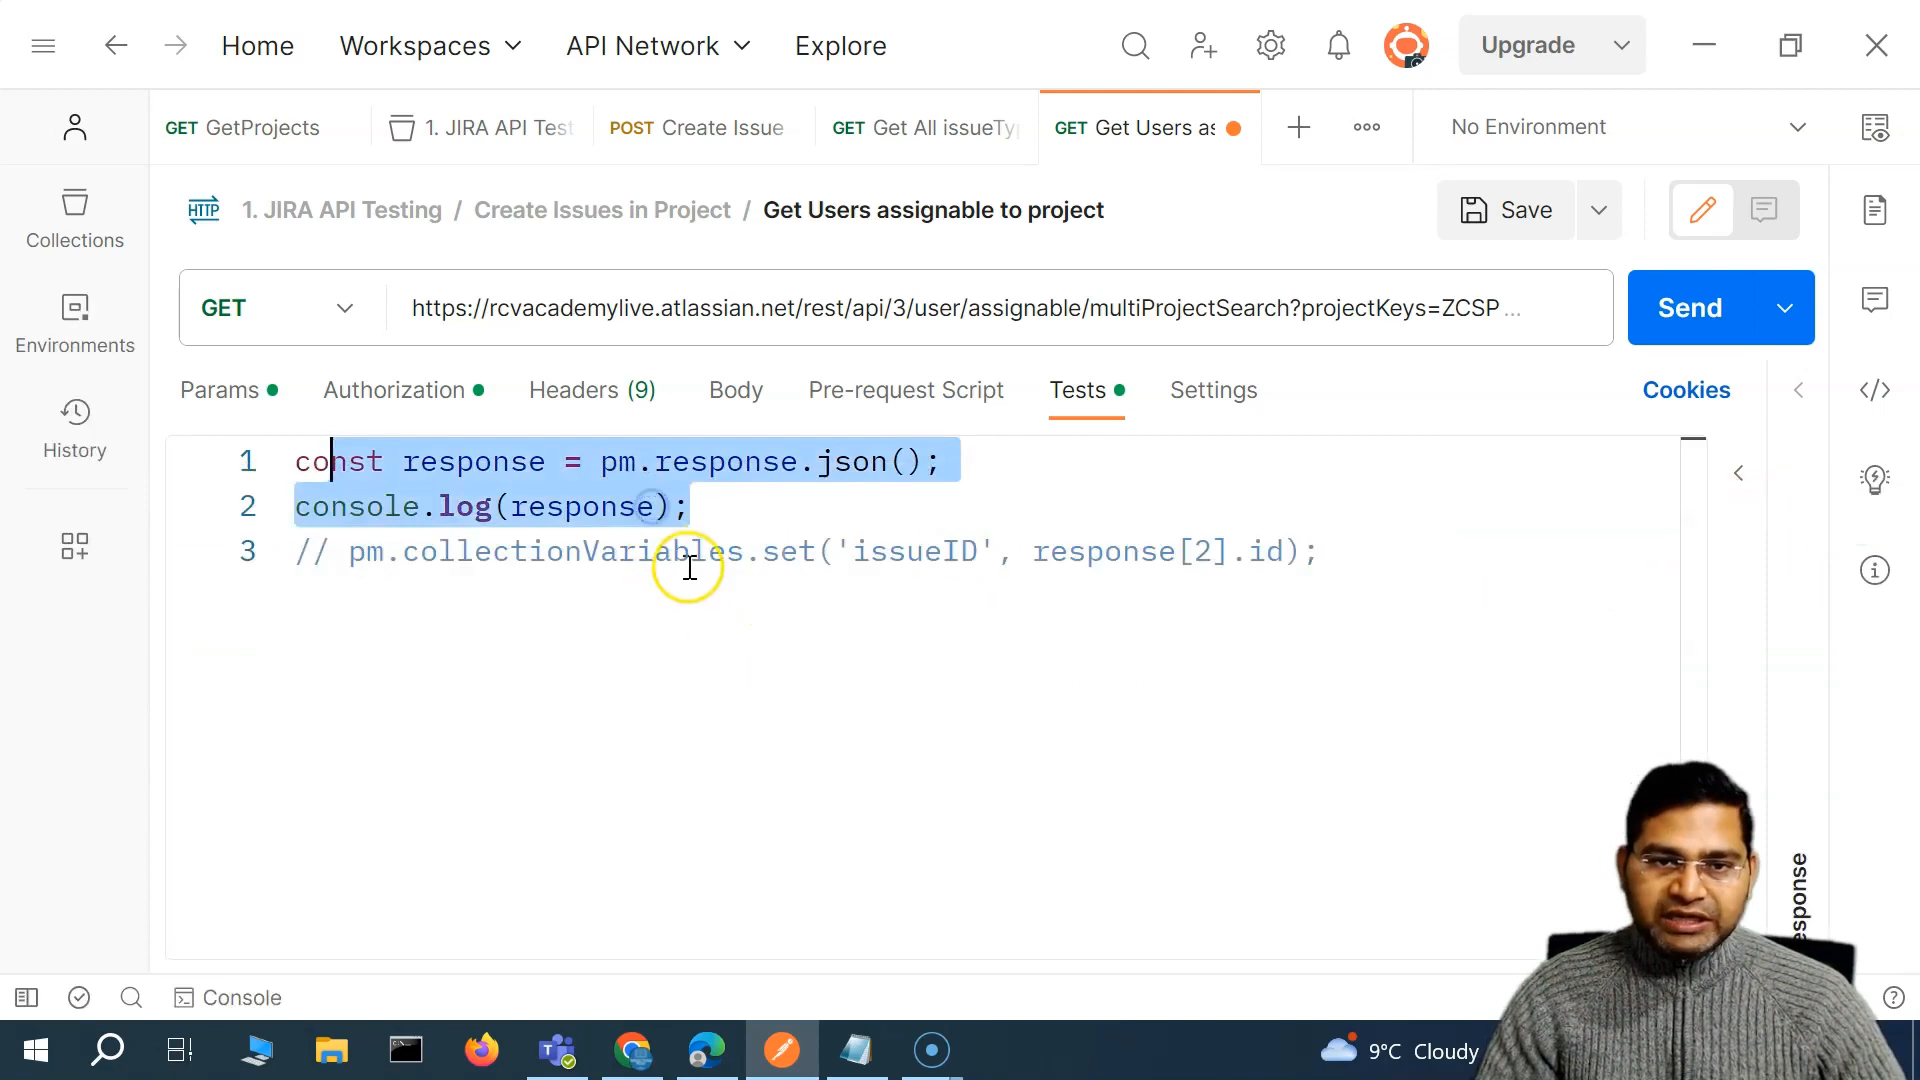 Home Workspaces API Network Explore Upgrade
GET GetProjects 1. JIRA API Test POST Create Issue GET Get All issueTy GET Get Users as No Environment
HTTP 1. JIRA API Testing / Create Issues in Project / Get Users assignable to project Save
GET https://rcvacademylive.atlassian.net/rest/api/3/user/assignable/multiProjectSearch?projectKeys=ZCSP ... Send
Collections
Environments
History
Params Authorization Headers (9) Body Pre-request Script Tests Settings Cookies </>
1 const response = pm.response.json();
2 console.log(response);
3 // pm.collectionVariables.set('issueID', response[2].id);
esponse
Console
9°C Cloudy